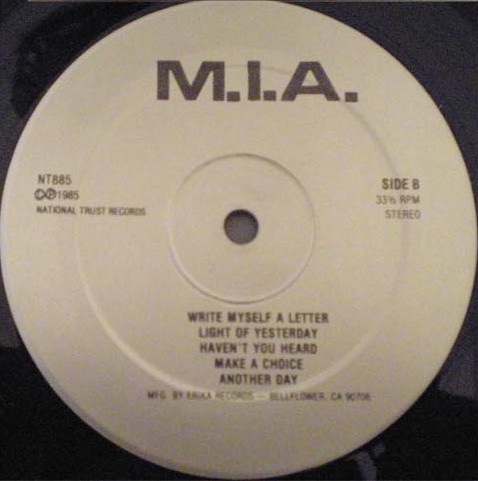 M.I.A.
NT885
©℗1985
NATIONAL TRUST RECORDS
SIDE B
33⅓ RPM
STEREO
WRITE MYSELF A LETTER
LIGHT OF YESTERDAY
HAVEN'T YOU HEARD
MAKE A CHOICE
ANOTHER DAY
MFG. BY ERIKA RECORDS — BELLFLOWER, CA 90706